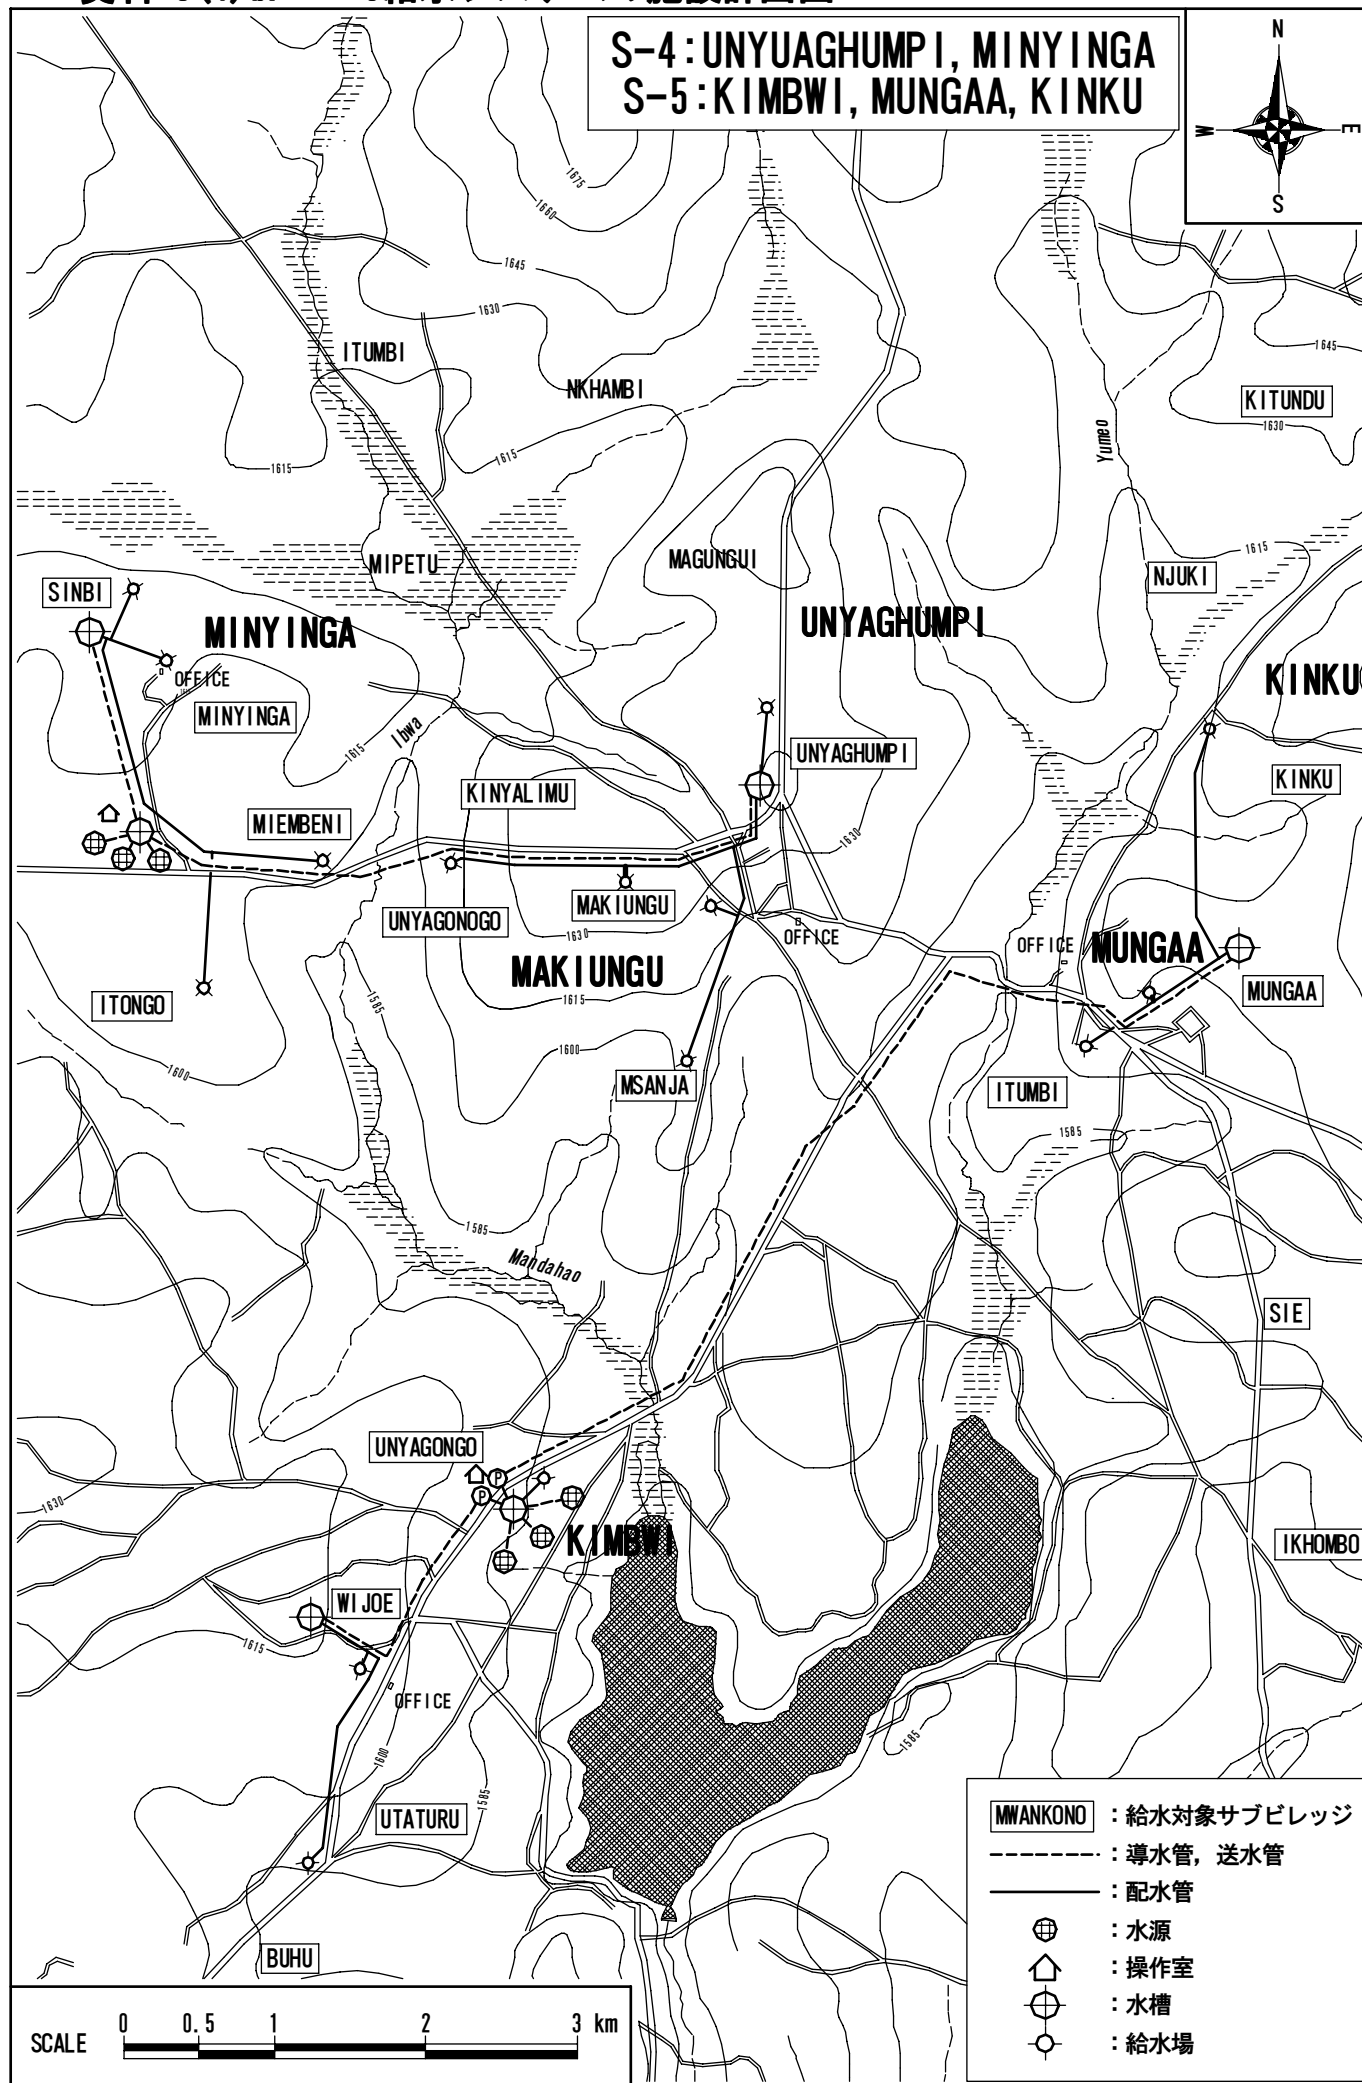 S-4:UNYUAGHUMPI, MINYINGA
S-5:KIMBWI, MUNGAA, KINKU
N
W
E
S
1675
1660
1645
1630
ITUMBI
NKHAMBI
1645
KITUNDU
1630
Yumeo
1615
1615
MIPETU
MAGUNGUI
1615
NJUKI
SINBI
MINYINGA
UNYAGHUMPI
OFFICE
KINKU
MINYINGA
Ibwa
1615
UNYAGHUMPI
KINKU
KINYALIMU
MIEMBENI
1630
MAKIUNGU
UNYAGONOGO
1630
OFFICE
OFFICE
MUNGAA
MAKIUNGU
MUNGAA
ITONGO
1585
1615
1600
1600
MSANJA
ITUMBI
1585
1585
Mandahao
SIE
UNYAGONGO
P
P
1630
KIMBWI
IKHOMBO
WIJOE
1615
OFFICE
1600
1585
1585
UTATURU
BUHU
MWANKONO :給水対象サブビレッジ
:導水管, 送水管
:配水管
:水源
:操作室
:水槽
:給水場
SCALE 0 0.5 1 2 3 km